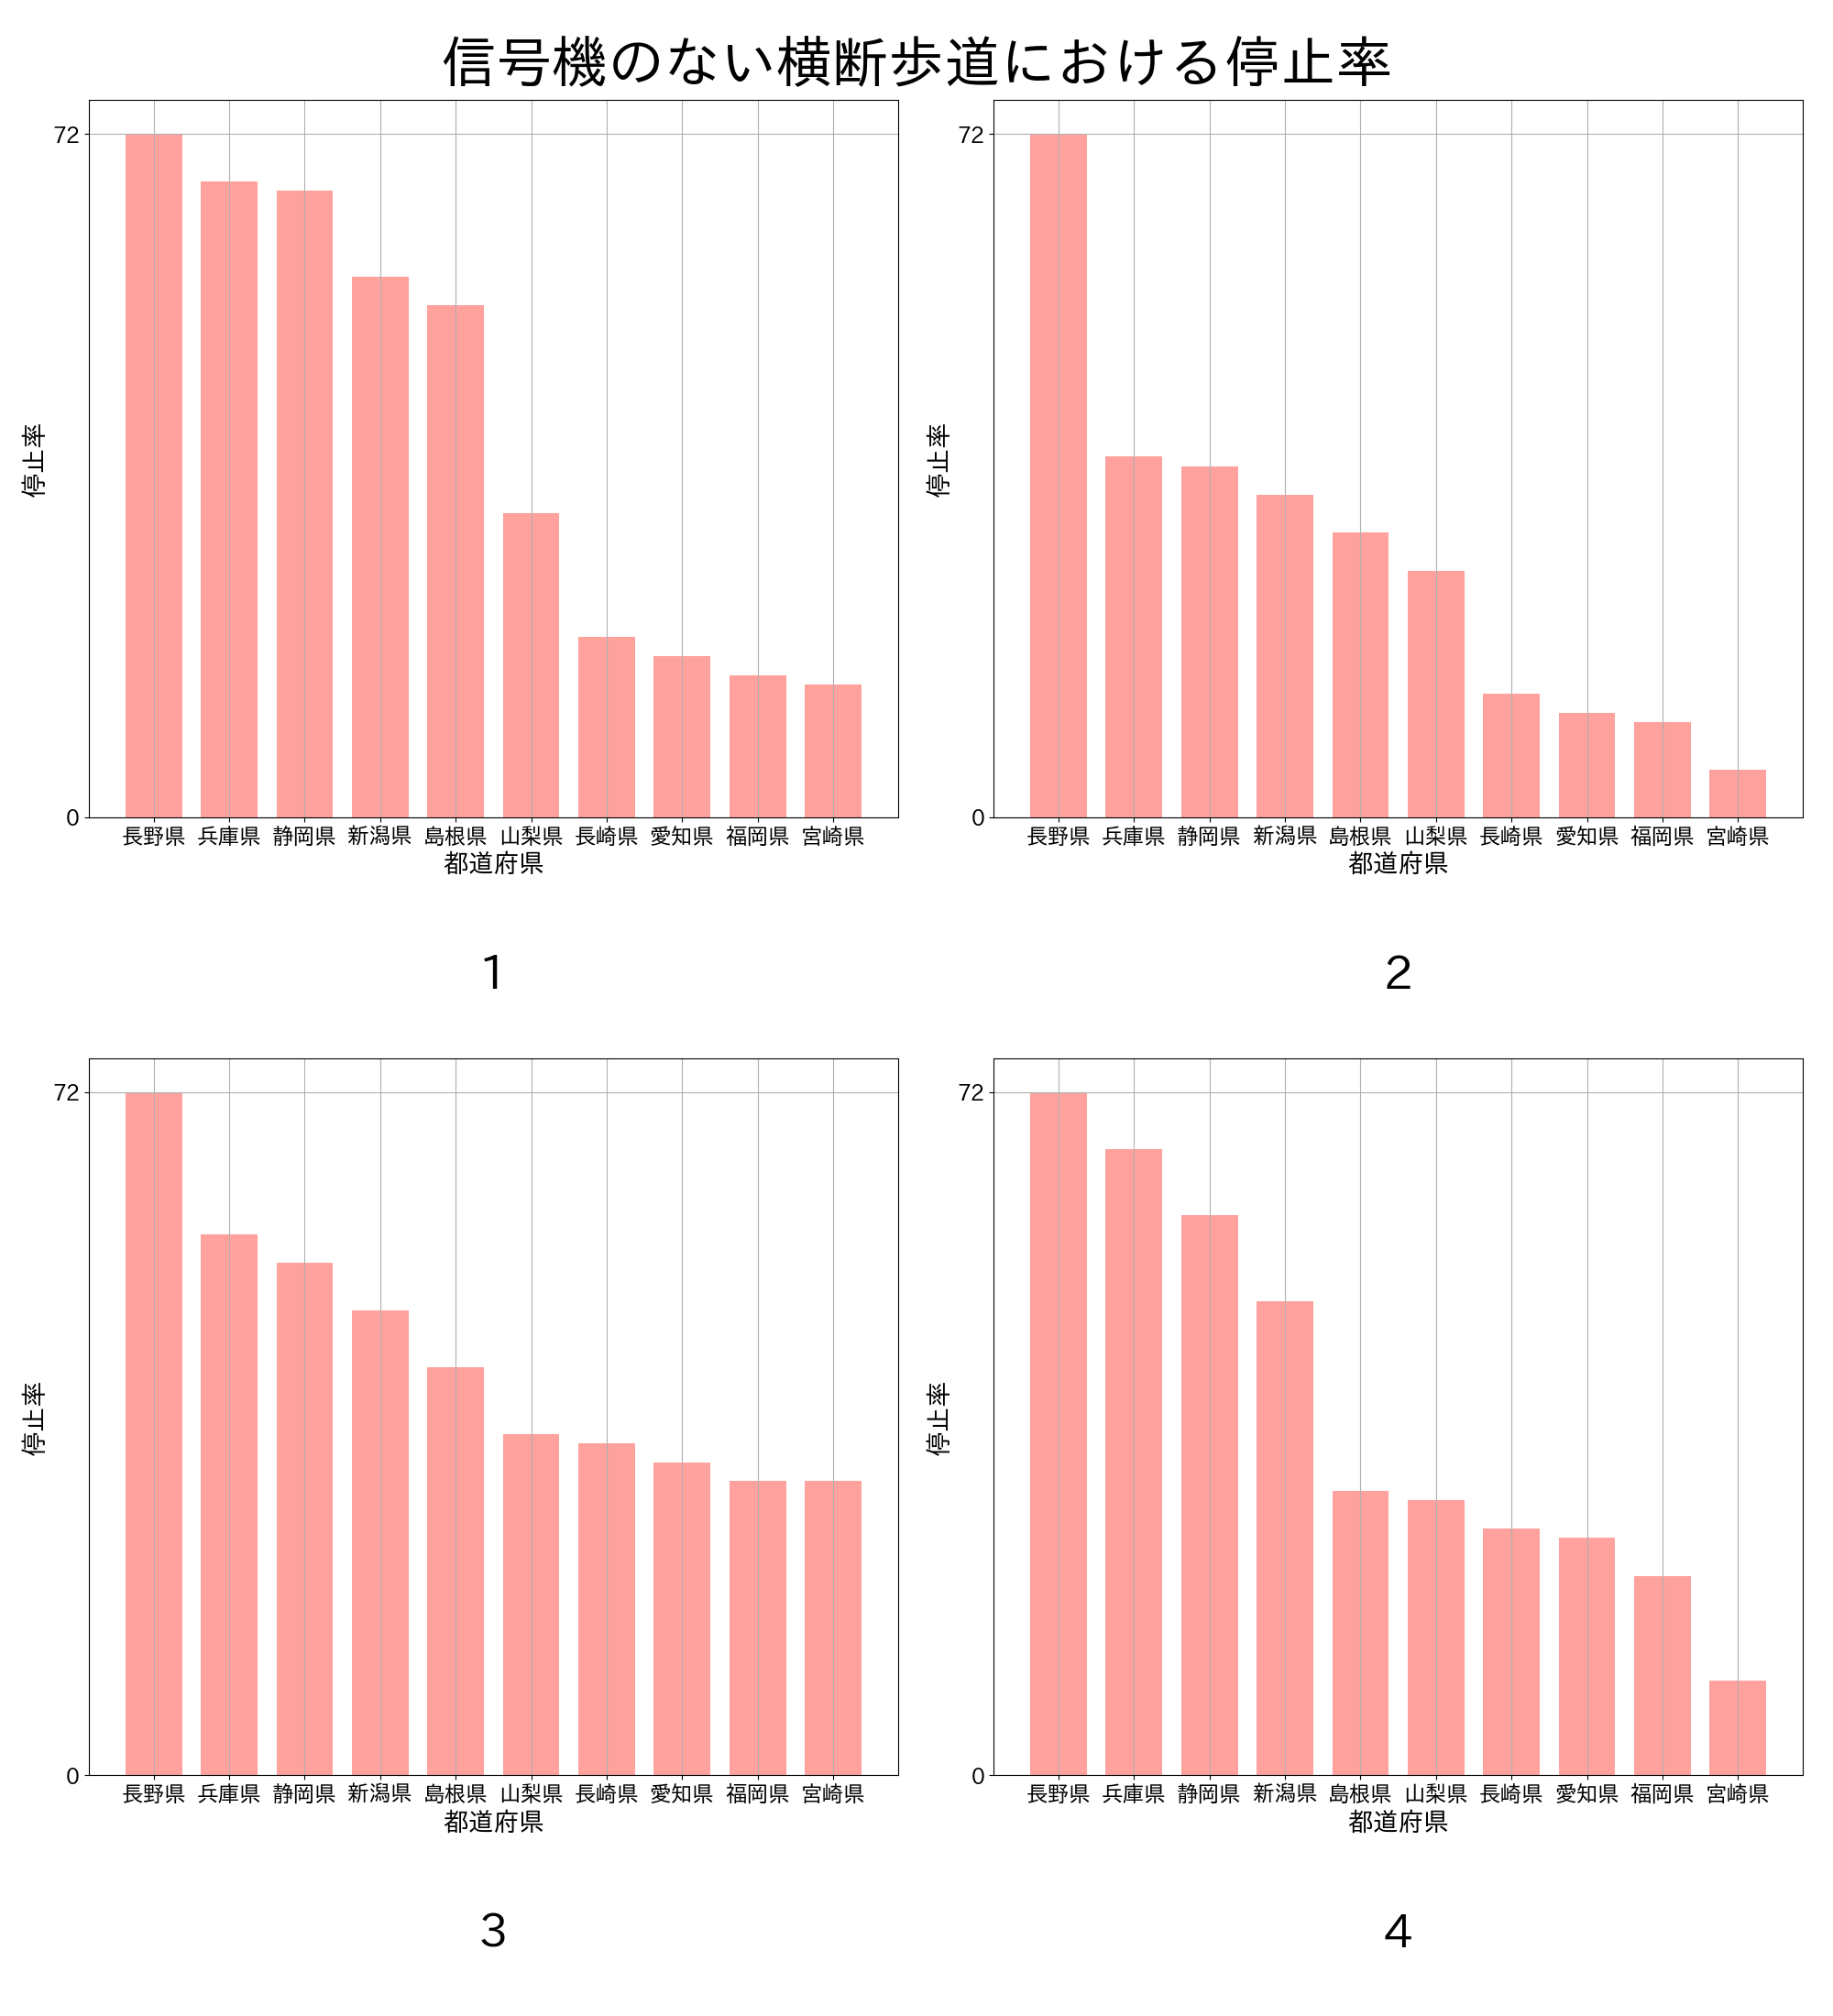 信号機のない横断歩道における停止率
72
0
停止率
長野県 兵庫県 静岡県 新潟県 島根県 山梨県 長崎県 愛知県 福岡県 宮崎県
都道府県
1
72
0
停止率
長野県 兵庫県 静岡県 新潟県 島根県 山梨県 長崎県 愛知県 福岡県 宮崎県
都道府県
2
72
0
停止率
長野県 兵庫県 静岡県 新潟県 島根県 山梨県 長崎県 愛知県 福岡県 宮崎県
都道府県
3
72
0
停止率
長野県 兵庫県 静岡県 新潟県 島根県 山梨県 長崎県 愛知県 福岡県 宮崎県
都道府県
4